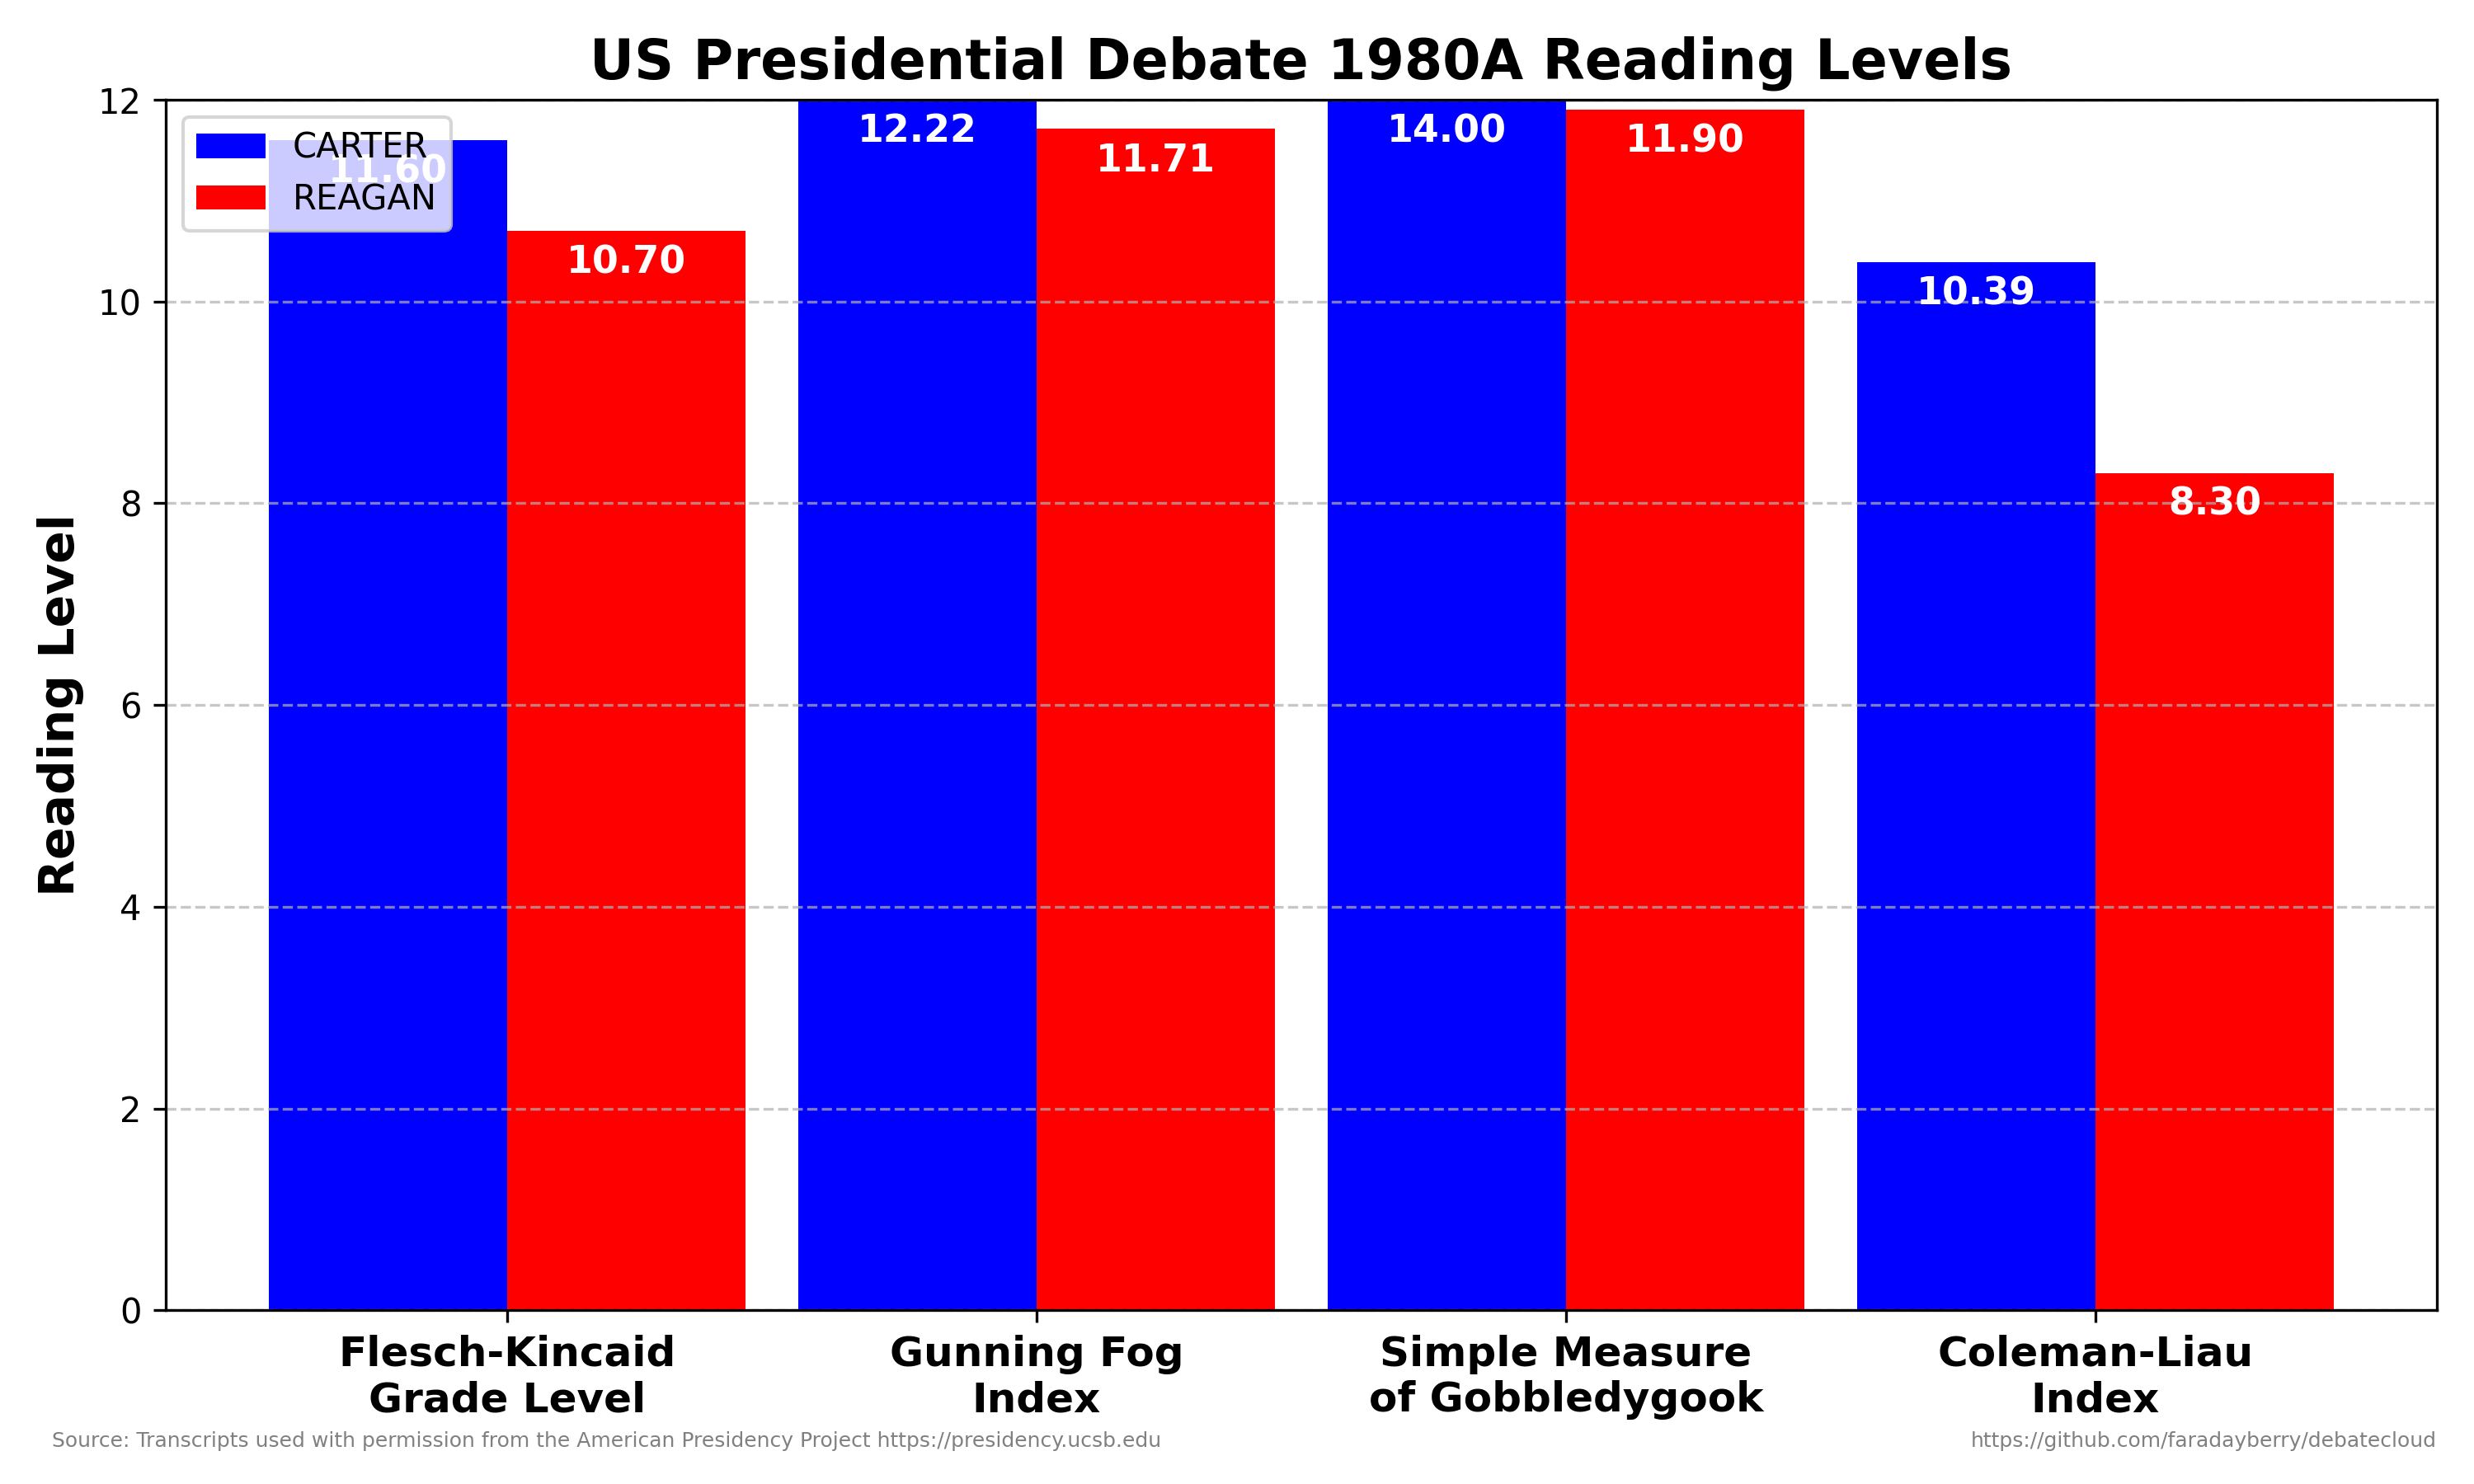 US Presidential Debate 1980A Reading Levels
12
10
8
6
4
2
0
Reading Level
CARTER
REAGAN
11.60
10.70
12.22
11.71
14.00
11.90
10.39
8.30
Flesch-Kincaid
Grade Level
Gunning Fog
Index
Simple Measure
of Gobbledygook
Coleman-Liau
Index
Source: Transcripts used with permission from the American Presidency Project https://presidency.ucsb.edu
https://github.com/faradayberry/debatecloud